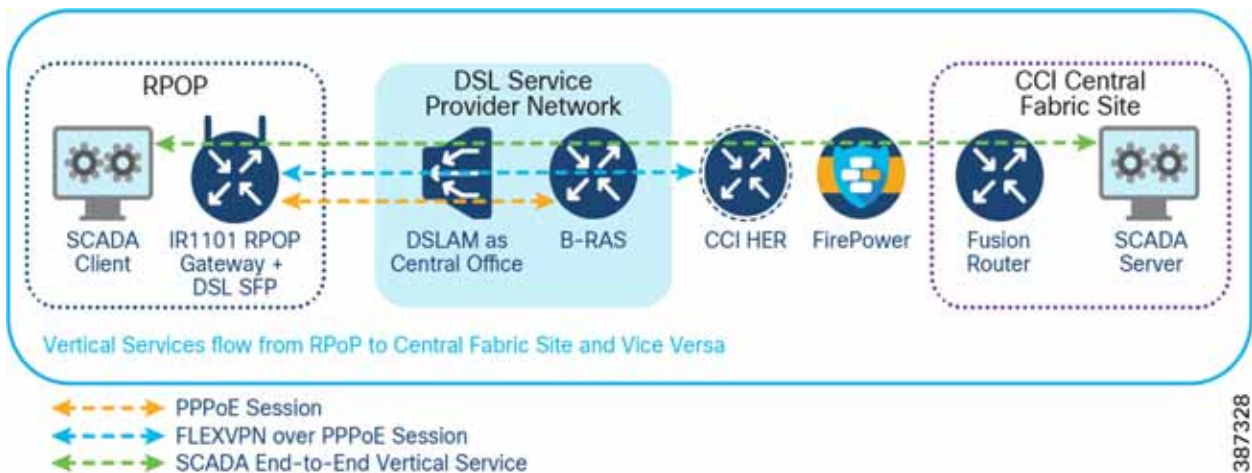 RPOP
DSL Service
Provider Network
CCI Central
Fabric Site
SCADA
Client
IR1101 RPOP
Gateway +
DSL SFP
DSLAM as
Central Office
B-RAS
CCI HER
FirePower
Fusion
Router
SCADA
Server
Vertical Services flow from RPoP to Central Fabric Site and Vice Versa
PPPoE Session
FLEXVPN over PPPoE Session
SCADA End-to-End Vertical Service
387328